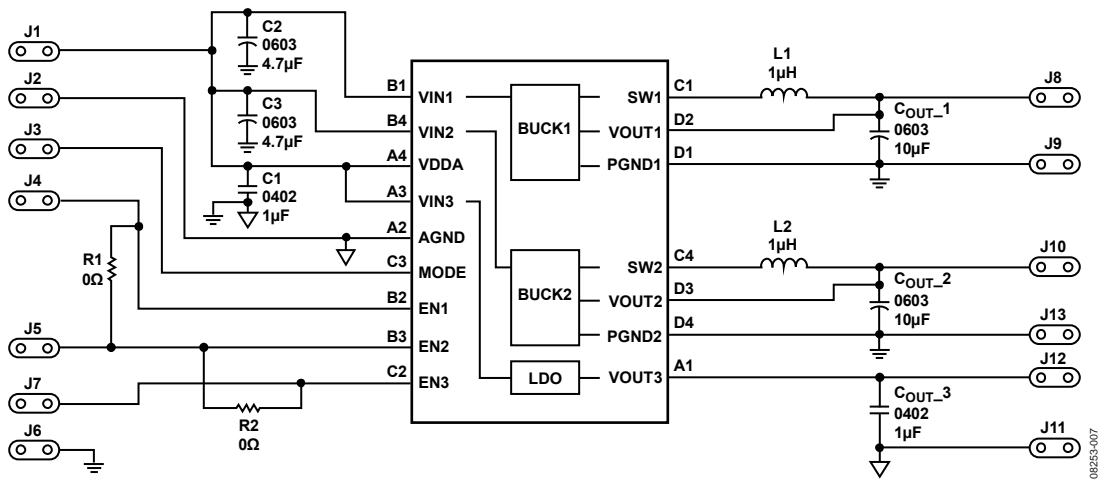 J1
J2
J3
J4
J5
J7
J6
C2
0603
4.7µF
C3
0603
4.7µF
C1
0402
1µF
R1
0Ω
R2
0Ω
B1
B4
A4
A3
A2
C3
B2
B3
C2
VIN1
VIN2
VDDA
VIN3
AGND
MODE
EN1
EN2
EN3
BUCK1
BUCK2
LDO
SW1
VOUT1
PGND1
SW2
VOUT2
PGND2
VOUT3
C1
D2
D1
C4
D3
D4
A1
L1
1µH
L2
1µH
COUT_1
0603
10µF
COUT_2
0603
10µF
COUT_3
0402
1µF
J8
J9
J10
J13
J12
J11
08253-007